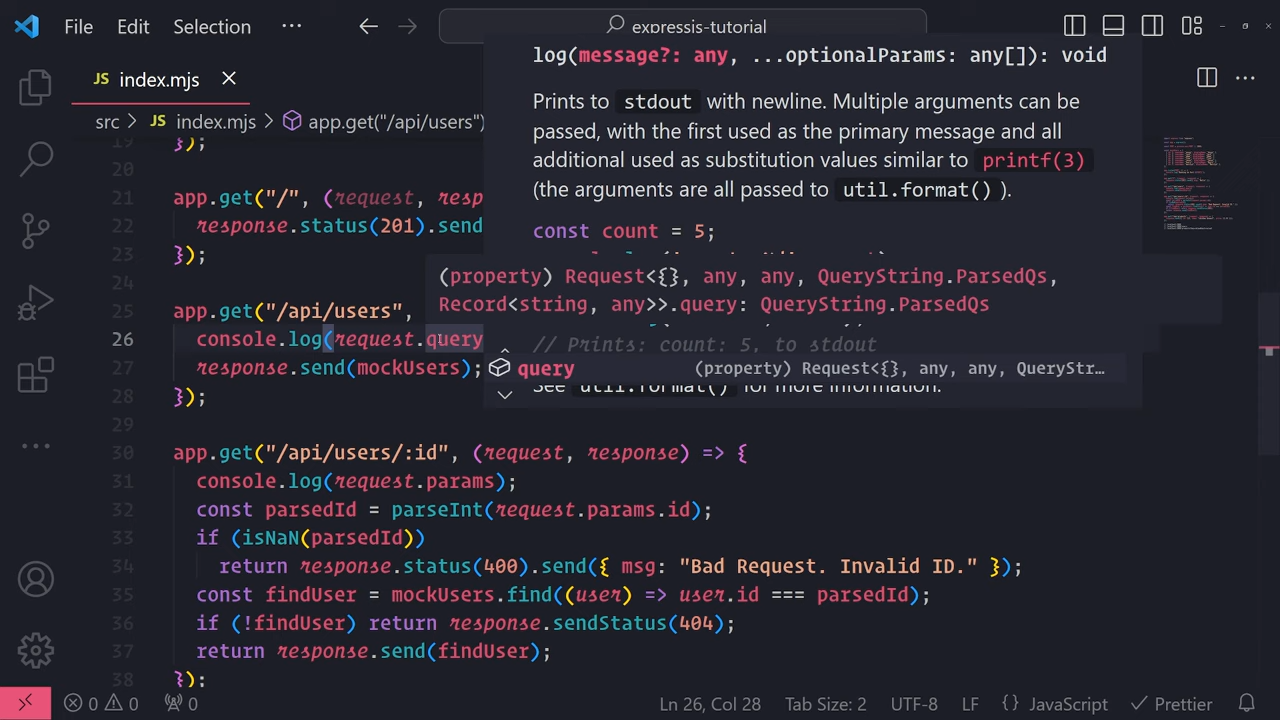 File Edit Selection ··· expressis-tutorial
JS index.mjs
src > JS index.mjs > app.get("/api/users")
log(message?: any, ...optionalParams: any[]): void
Prints to stdout with newline. Multiple arguments can be
passed, with the first used as the primary message and all
additional used as substitution values similar to printf(3)
(the arguments are all passed to util.format() ).
const count = 5;
(property) Request<{}, any, any, QueryString.ParsedQs,
Record<string, any>>.query: QueryString.ParsedQs
// Prints: count: 5, to stdout
query (property) Request<{}, any, any, QueryStr…
See util.format() for more information.
19 });
20
21 app.get("/", (request, resp
22 response.status(201).send
23 });
24
25 app.get("/api/users",
26 console.log(request.query
27 response.send(mockUsers);
28 });
29
30 app.get("/api/users/:id", (request, response) => {
31 console.log(request.params);
32 const parsedId = parseInt(request.params.id);
33 if (isNaN(parsedId))
34 return response.status(400).send({ msg: "Bad Request. Invalid ID." });
35 const findUser = mockUsers.find((user) => user.id === parsedId);
36 if (!findUser) return response.sendStatus(404);
37 return response.send(findUser);
38 });
0 0 0 Ln 26, Col 28 Tab Size: 2 UTF-8 LF {} JavaScript Prettier